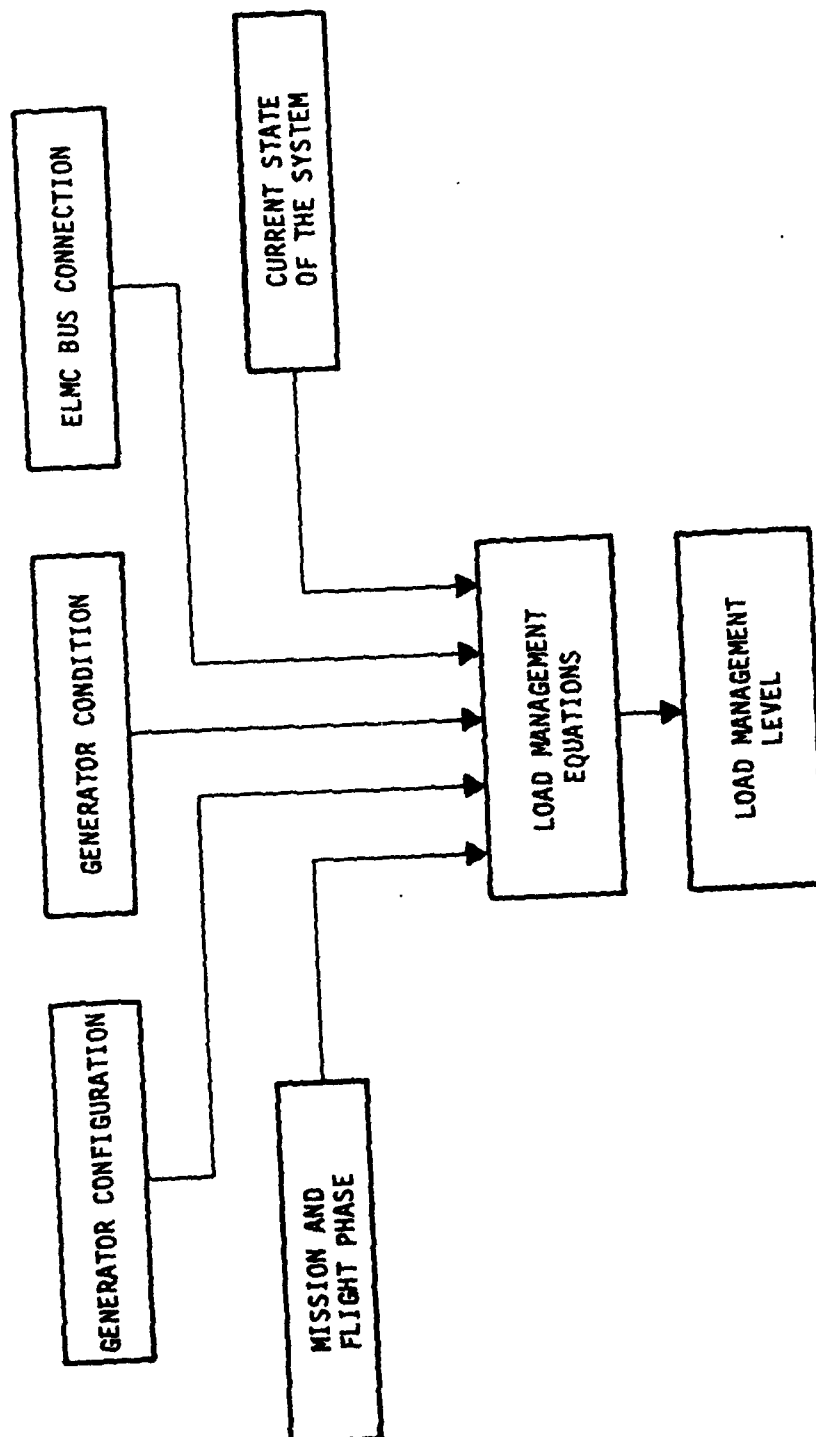 GENERATOR CONFIGURATION
GENERATOR CONDITION
ELMC BUS CONNECTION
MISSION AND
FLIGHT PHASE
CURRENT STATE
OF THE SYSTEM
LOAD MANAGEMENT
EQUATIONS
LOAD MANAGEMENT
LEVEL